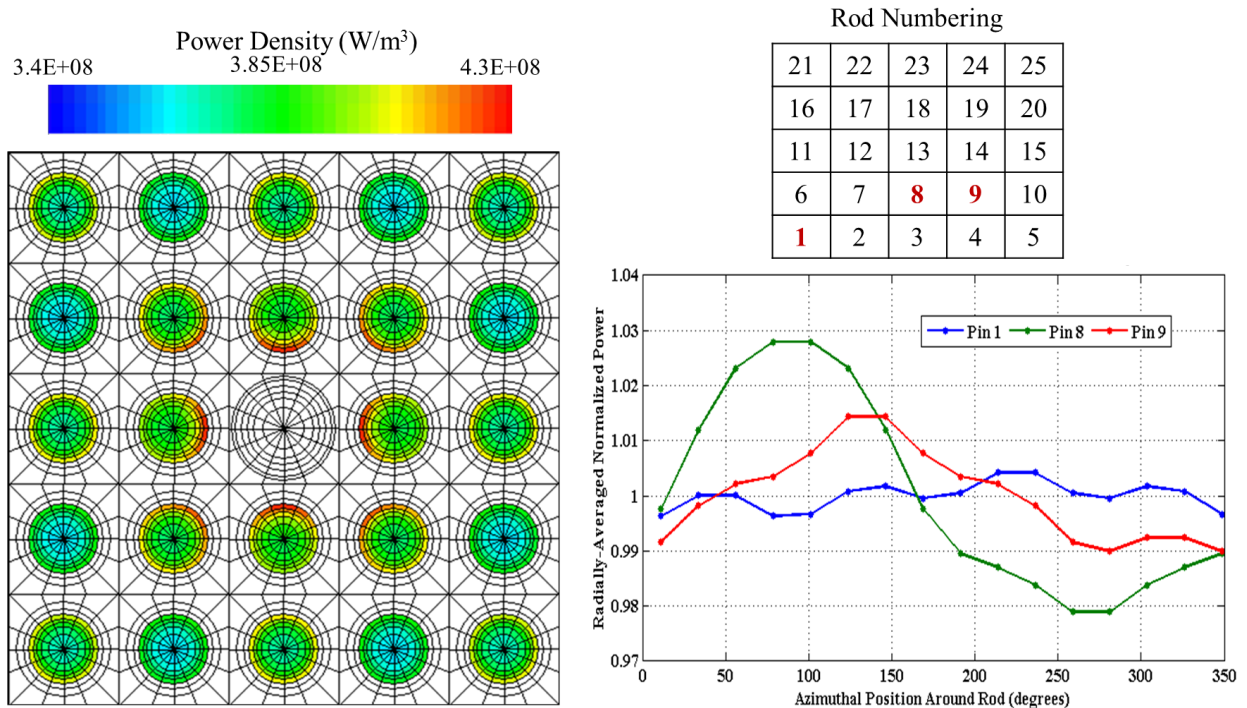 Power Density (W/m³)
3.4E+08 3.85E+08 4.3E+08
Rod Numbering
21 22 23 24 25
16 17 18 19 20
11 12 13 14 15
6 7 8 9 10
1 2 3 4 5
1.04
1.03
1.02
1.01
1
0.99
0.98
0.97
Radially-Averaged Normalized Power
Pin 1 Pin 8 Pin 9
0 50 100 150 200 250 300 350
Azimuthal Position Around Rod (degrees)